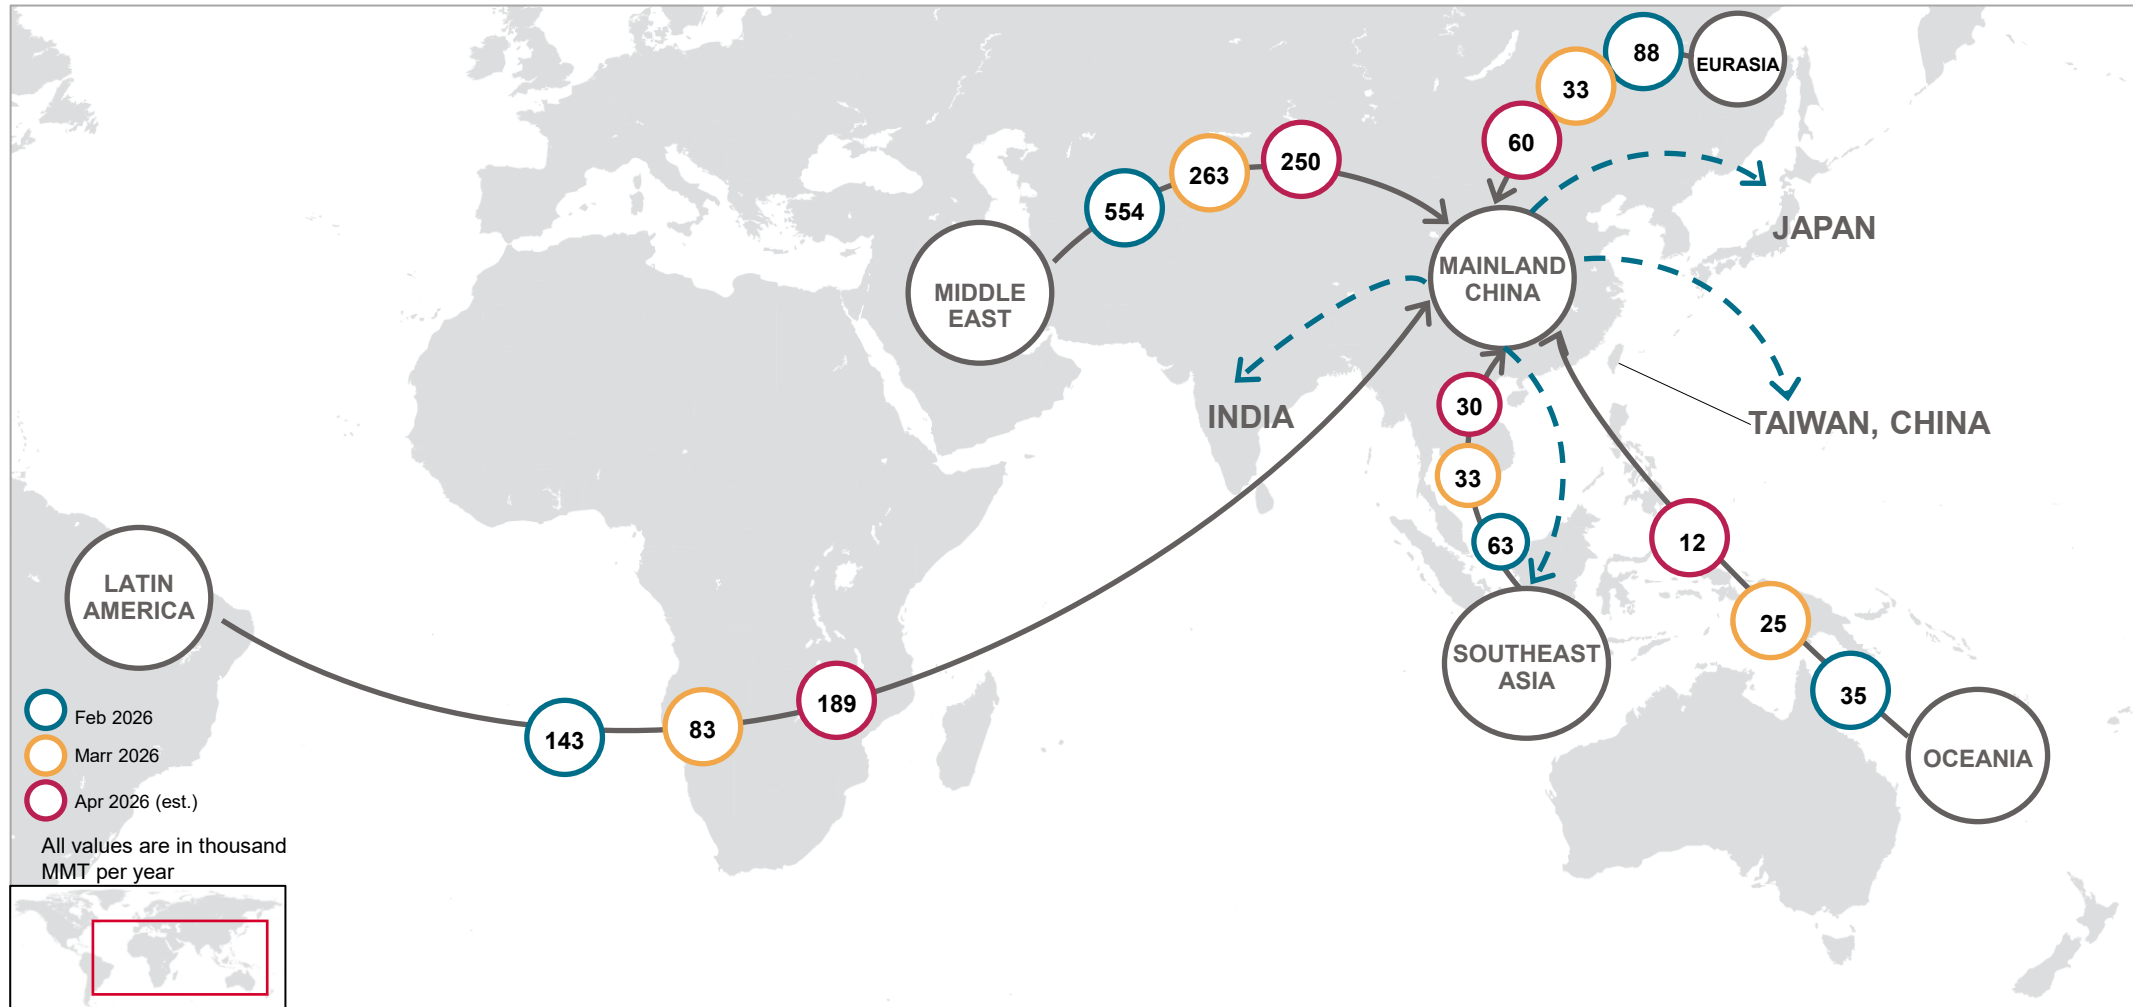 88
EURASIA
33
60
250
263
554
JAPAN
MAINLAND
CHINA
MIDDLE
EAST
INDIA
30
TAIWAN, CHINA
33
63
12
LATIN
AMERICA
25
SOUTHEAST
ASIA
35
189
83
143
OCEANIA
Feb 2026
Marr 2026
Apr 2026 (est.)
All values are in thousand
MMT per year